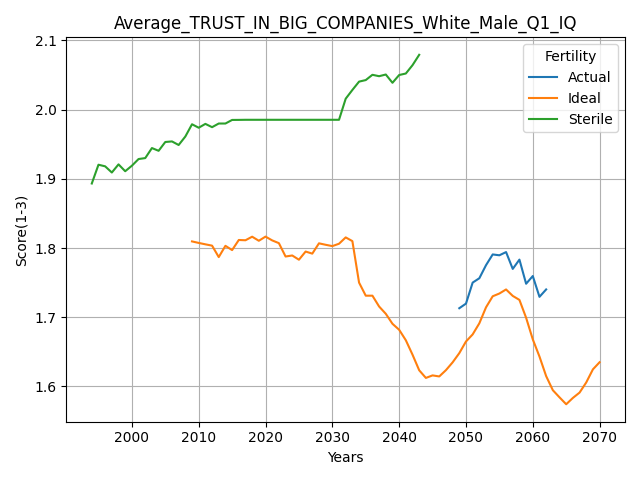 Average_TRUST_IN_BIG_COMPANIES_White_Male_Q1_IQ
Fertility
Actual
Ideal
Sterile
Score(1-3)
2.1
2.0
1.9
1.8
1.7
1.6
2000 2010 2020 2030 2040 2050 2060 2070
Years